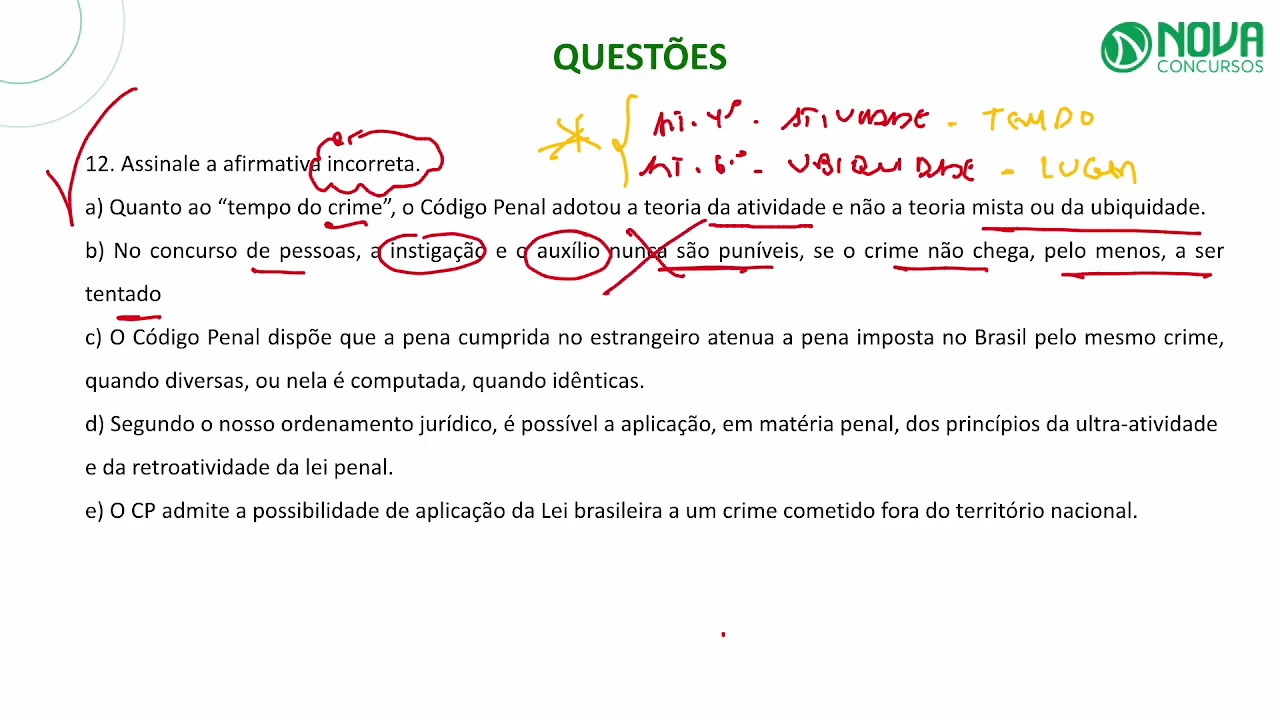 QUESTÕES
NOVA
CONCURSOS
ART. 4º - ATIVIDADE - TEMPO
ART. 6º - UBIQUIDADE - LUGAR
12. Assinale a afirmativa incorreta.
a) Quanto ao “tempo do crime”, o Código Penal adotou a teoria da atividade e não a teoria mista ou da ubiquidade.
b) No concurso de pessoas, a instigação e o auxílio nunca são puníveis, se o crime não chega, pelo menos, a ser
tentado
c) O Código Penal dispõe que a pena cumprida no estrangeiro atenua a pena imposta no Brasil pelo mesmo crime,
quando diversas, ou nela é computada, quando idênticas.
d) Segundo o nosso ordenamento jurídico, é possível a aplicação, em matéria penal, dos princípios da ultra-atividade
e da retroatividade da lei penal.
e) O CP admite a possibilidade de aplicação da Lei brasileira a um crime cometido fora do território nacional.